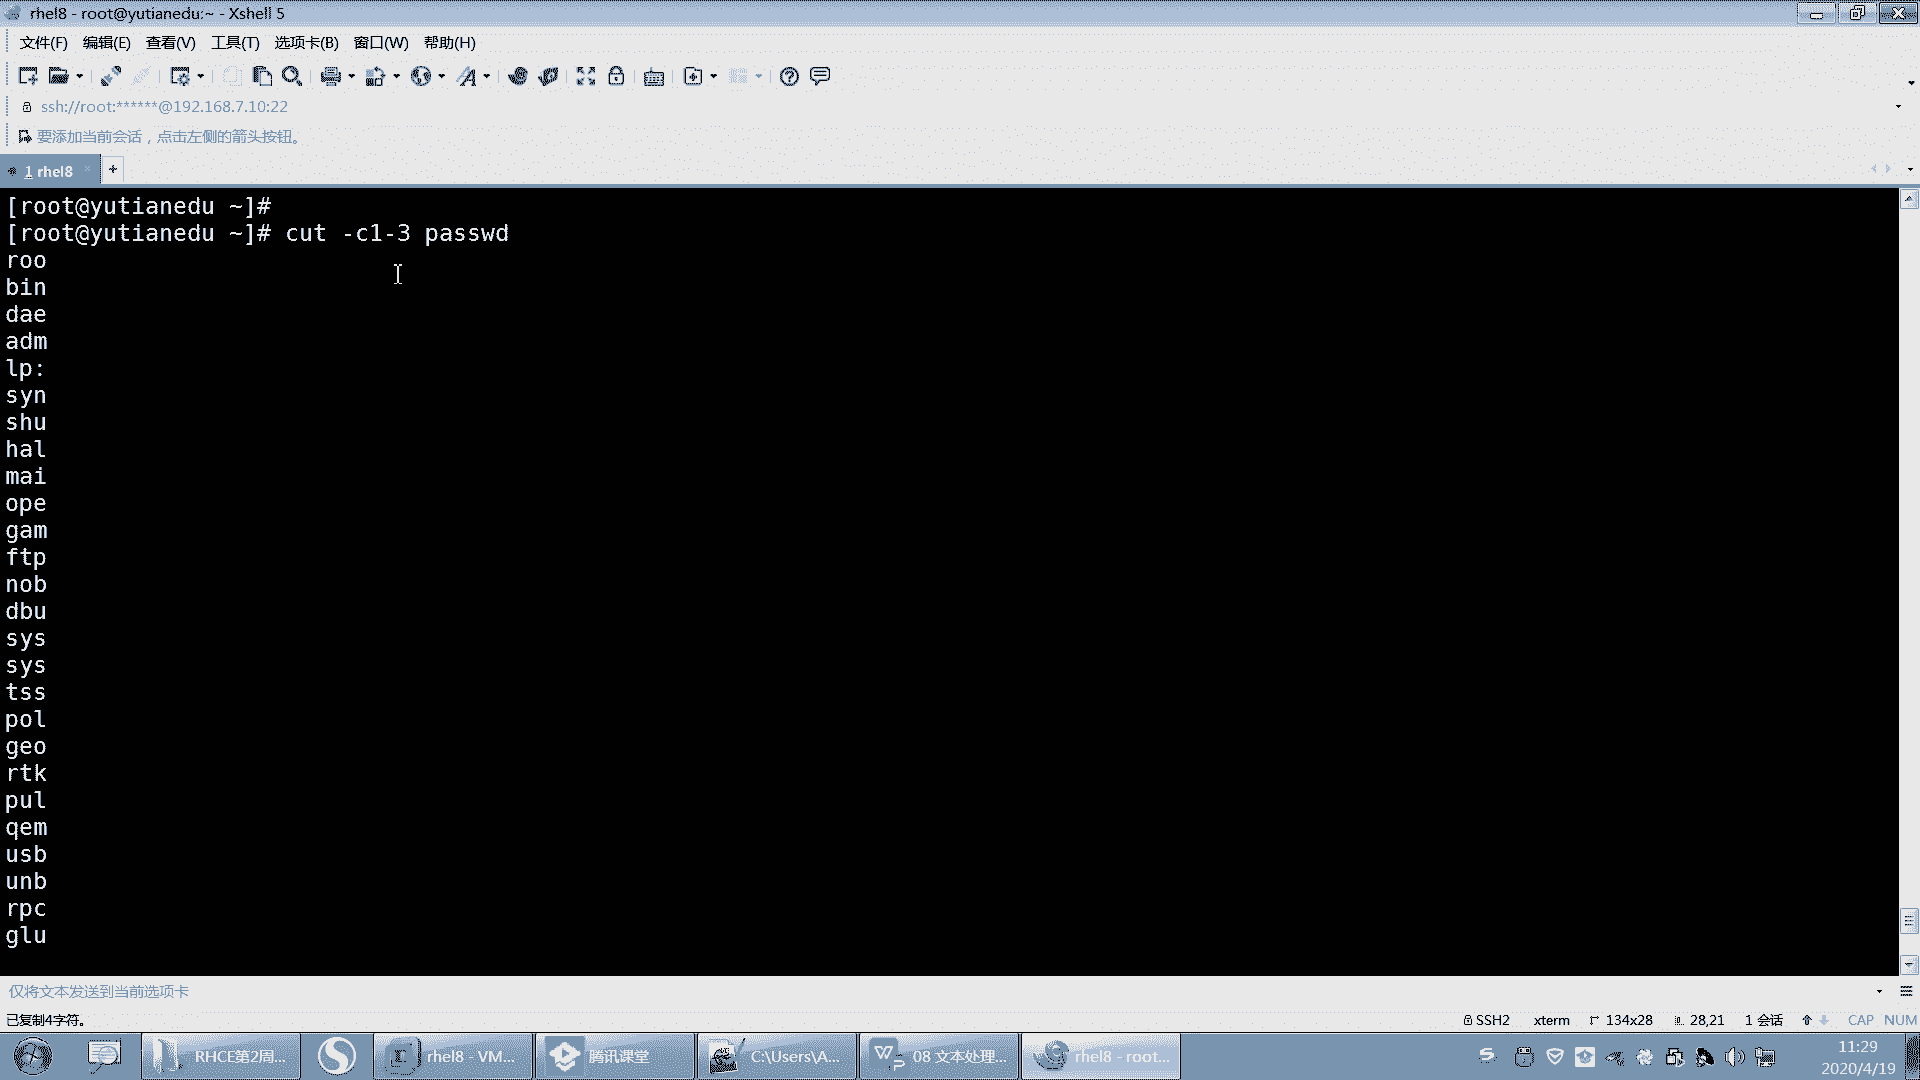 rhel8 - root@yutianedu:~ - Xshell 5
文件(F) 编辑(E) 查看(V) 工具(T) 选项卡(B) 窗口(W) 帮助(H)
ssh://root:******@192.168.7.10:22
要添加当前会话，点击左侧的箭头按钮。
1 rhel8
[root@yutianedu ~]#
[root@yutianedu ~]# cut -c1-3 passwd
roo
bin
dae
adm
lp:
syn
shu
hal
mai
ope
gam
ftp
nob
dbu
sys
sys
tss
pol
geo
rtk
pul
qem
usb
unb
rpc
glu
仅将文本发送到当前选项卡
已复制4字符。 SSH2 xterm 134x28 28,21 1 会话 CAP NUM
RHCE第2周... rhel8 - VM... 腾讯课堂 C:\Users\A... 08 文本处理... rhel8 - root... 11:29
2020/4/19